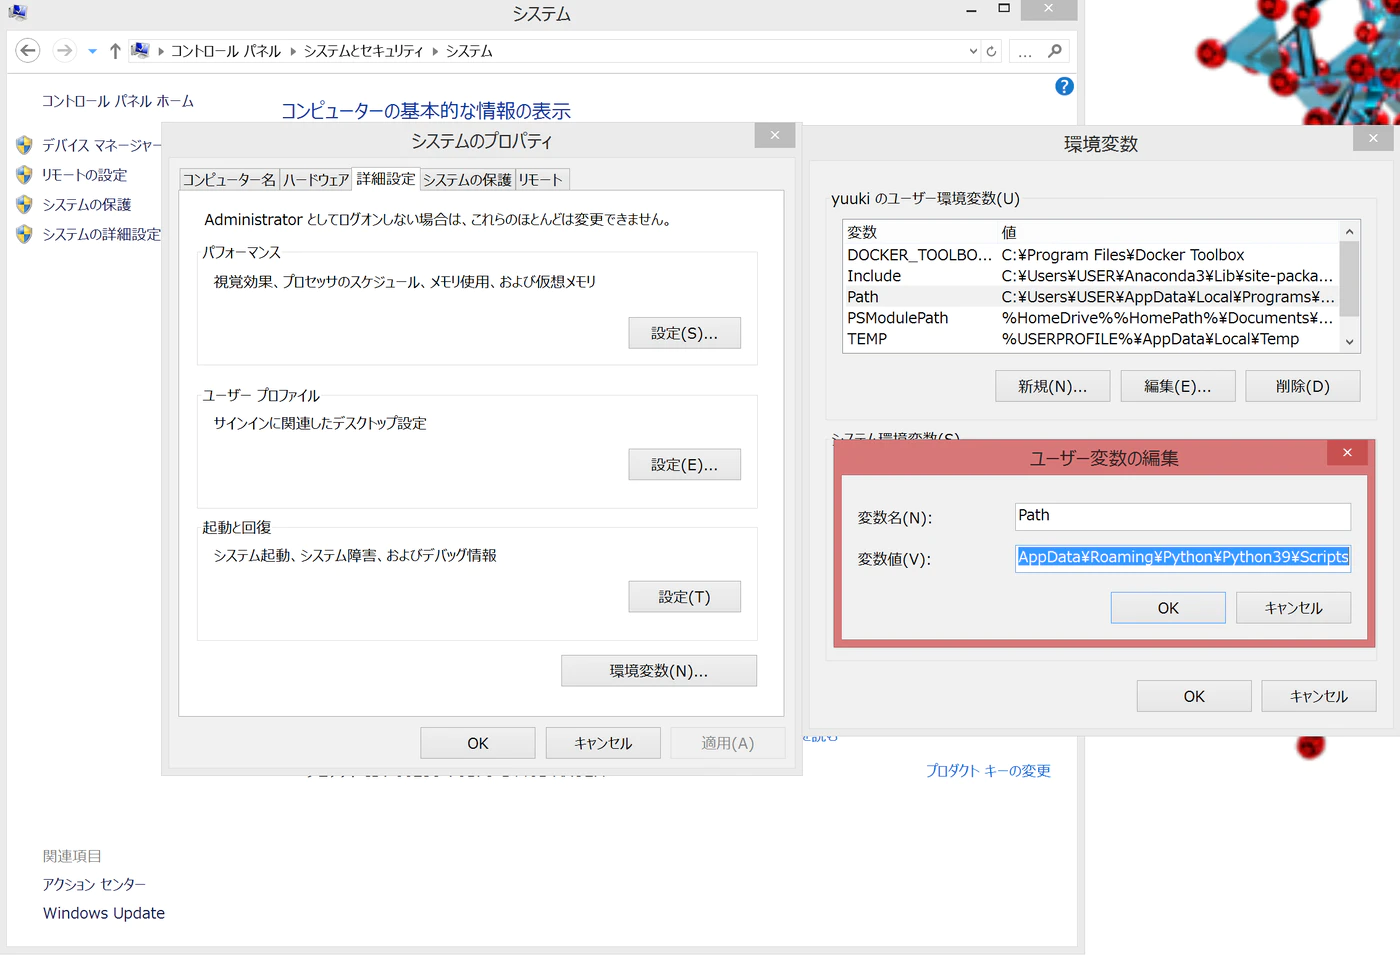 システム
コントロール パネル ▸ システムとセキュリティ ▸ システム
...
コントロール パネル ホーム
デバイス マネージャー
リモートの設定
システムの保護
システムの詳細設定
コンピューターの基本的な情報の表示
システムのプロパティ
コンピューター名 ハードウェア 詳細設定 システムの保護 リモート
Administrator としてログオンしない場合は、これらのほとんどは変更できません。
パフォーマンス
視覚効果、プロセッサのスケジュール、メモリ使用、および仮想メモリ
設定(S)...
ユーザー プロファイル
サインインに関連したデスクトップ設定
設定(E)...
起動と回復
システム起動、システム障害、およびデバッグ情報
設定(T)
環境変数(N)...
OK キャンセル 適用(A)
環境変数
yuuki のユーザー環境変数(U)
変数 値
DOCKER_TOOLBO... C:¥Program Files¥Docker Toolbox
Include C:¥Users¥USER¥Anaconda3¥Lib¥site-packa...
Path C:¥Users¥USER¥AppData¥Local¥Programs¥...
PSModulePath %HomeDrive%%HomePath%¥Documents¥...
TEMP %USERPROFILE%¥AppData¥Local¥Temp
新規(N)... 編集(E)... 削除(D)
システム環境変数(S)
ユーザー変数の編集
変数名(N): Path
変数値(V): AppData¥Roaming¥Python¥Python39¥Scripts
OK キャンセル
OK キャンセル
を読む
プロダクト キーの変更
関連項目
アクション センター
Windows Update